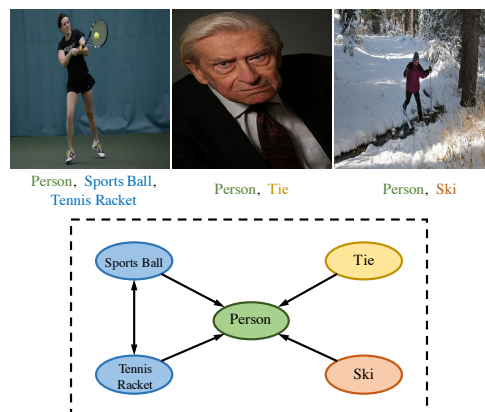 Person, Sports Ball,
Tennis Racket
Person, Tie
Person, Ski
Sports Ball
Tie
Person
Tennis
Racket
Ski